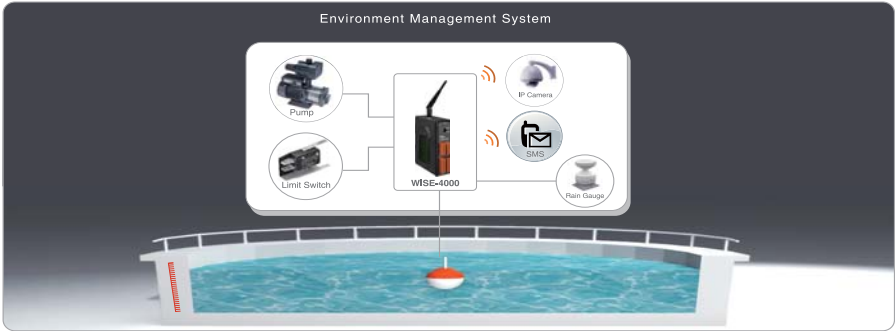 Environment Management System
Pump
IP Camera
SMS
Limit Switch
WISE-4000
Rain Gauge